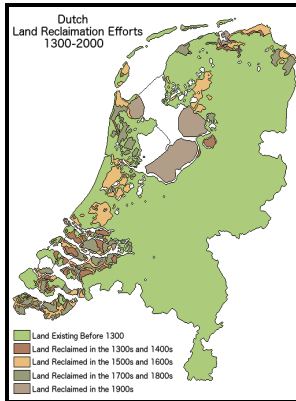 Dutch
Land Reclaimation Efforts
1300-2000
Land Existing Before 1300
Land Reclaimed in the 1300s and 1400s
Land Reclaimed in the 1500s and 1600s
Land Reclaimed in the 1700s and 1800s
Land Reclaimed in the 1900s